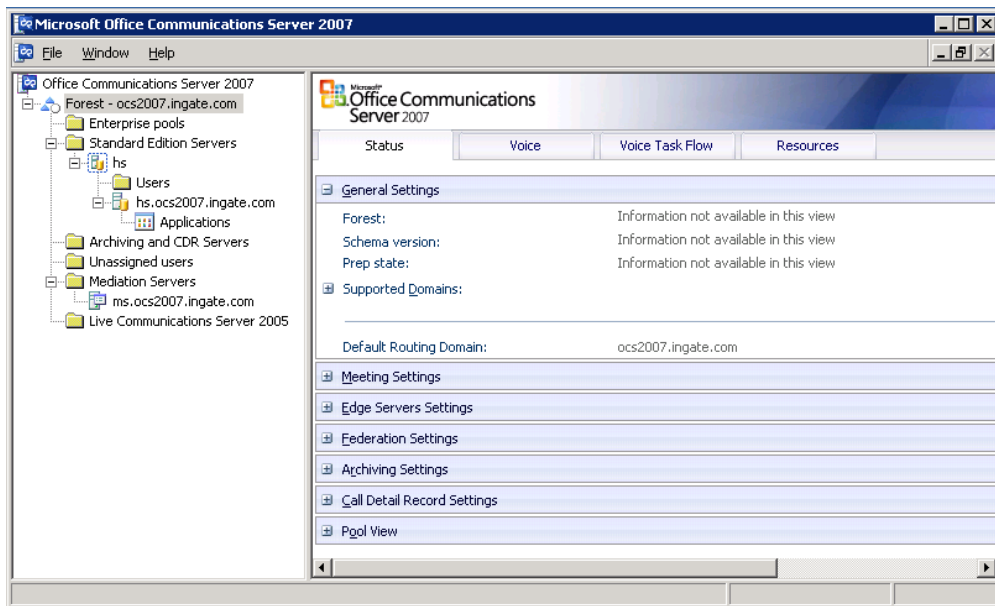 Microsoft Office Communications Server 2007
File Window Help
Office Communications Server 2007
Forest - ocs2007.ingate.com
Enterprise pools
Standard Edition Servers
hs
Users
hs.ocs2007.ingate.com
Applications
Archiving and CDR Servers
Unassigned users
Mediation Servers
ms.ocs2007.ingate.com
Live Communications Server 2005
Microsoft
Office Communications
Server 2007
Status Voice Voice Task Flow Resources
General Settings
Forest: Information not available in this view
Schema version: Information not available in this view
Prep state: Information not available in this view
Supported Domains:
Default Routing Domain: ocs2007.ingate.com
Meeting Settings
Edge Servers Settings
Federation Settings
Archiving Settings
Call Detail Record Settings
Pool View